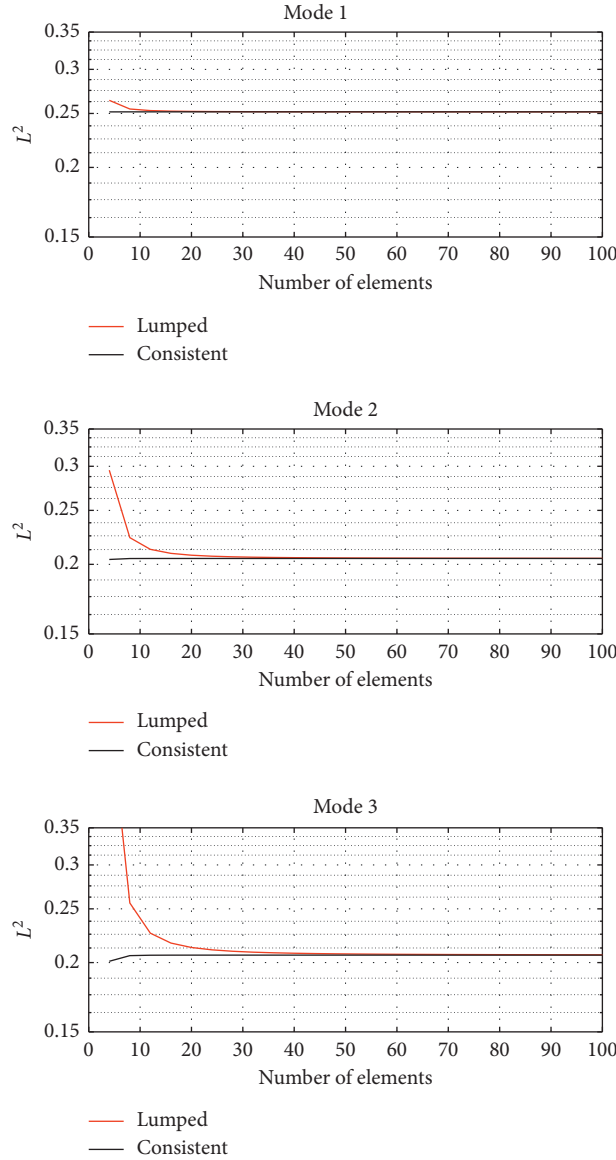 Mode 1
0.35
0.3
0.25
0.2
0.15
L²
0 10 20 30 40 50 60 70 80 90 100
Number of elements
Lumped
Consistent
Mode 2
0.35
0.3
0.25
0.2
0.15
L²
0 10 20 30 40 50 60 70 80 90 100
Number of elements
Lumped
Consistent
Mode 3
0.35
0.3
0.25
0.2
0.15
L²
0 10 20 30 40 50 60 70 80 90 100
Number of elements
Lumped
Consistent